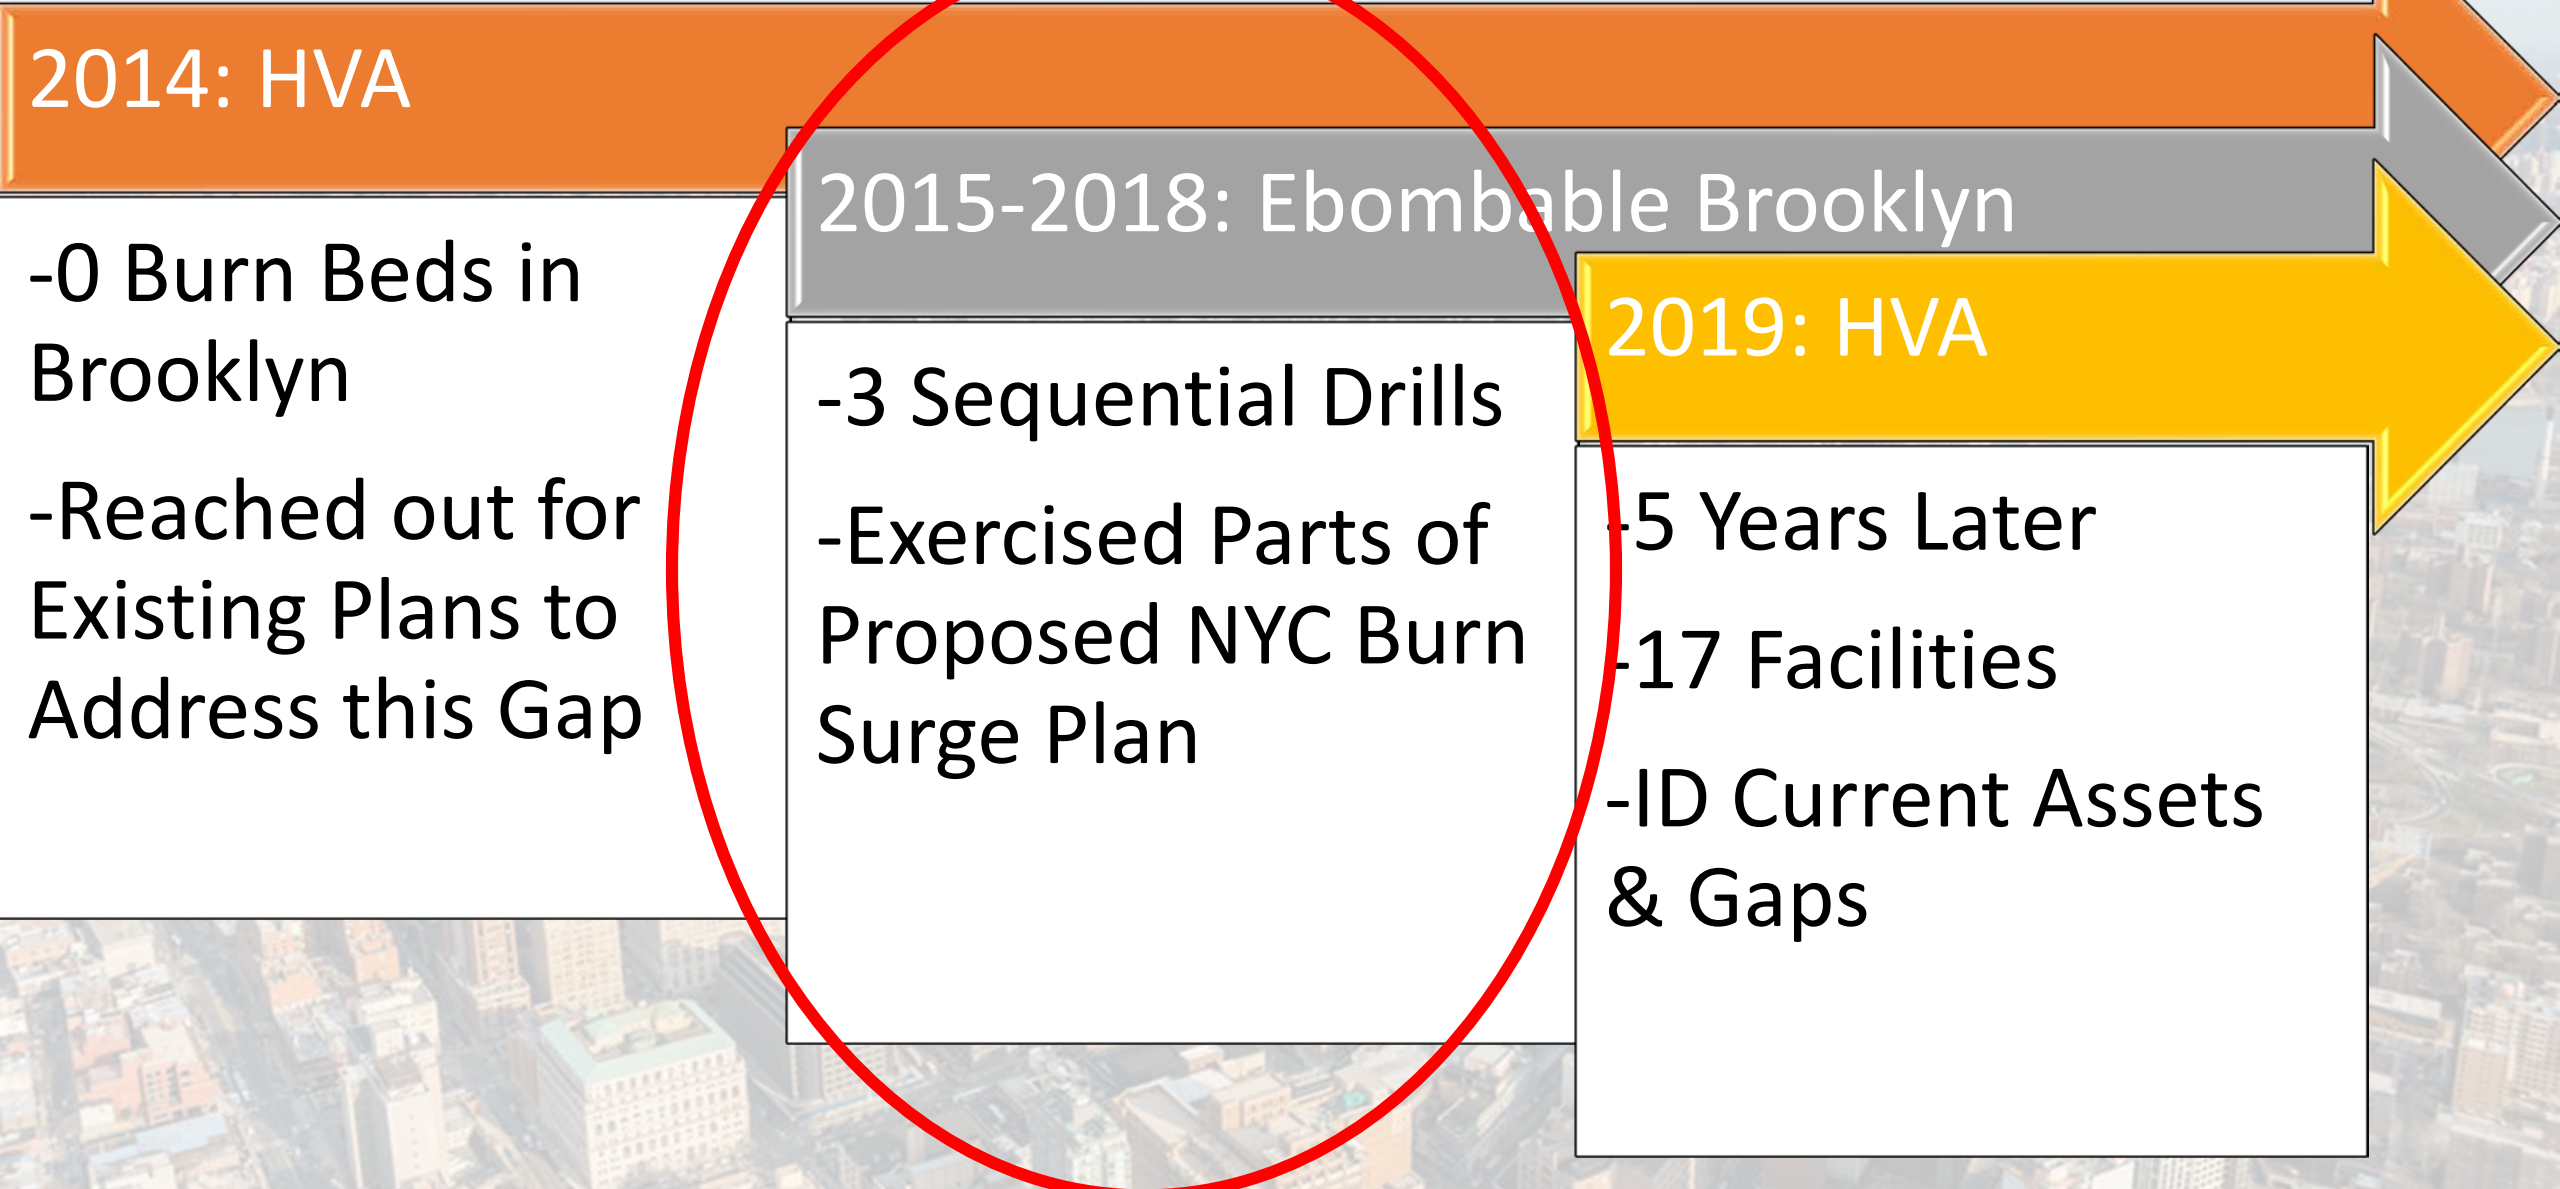 2014: HVA
-0 Burn Beds in
Brooklyn
-Reached out for
Existing Plans to
Address this Gap
2015-2018: Ebombable Brooklyn
-3 Sequential Drills
-Exercised Parts of
Proposed NYC Burn
Surge Plan
2019: HVA
-5 Years Later
-17 Facilities
-ID Current Assets
& Gaps